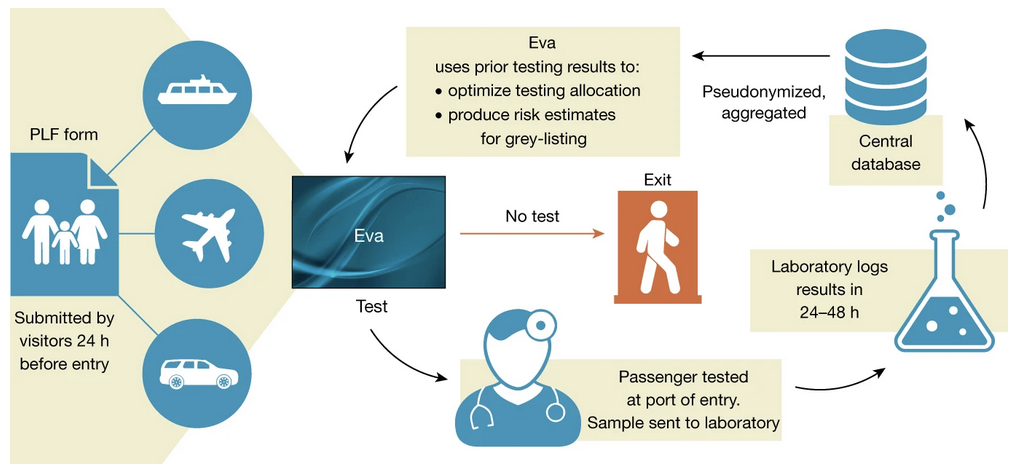 PLF form
Submitted by
visitors 24 h
before entry
Eva
uses prior testing results to:
• optimize testing allocation
• produce risk estimates
for grey-listing
Eva
Test
No test
Exit
Passenger tested
at port of entry.
Sample sent to laboratory
Laboratory logs
results in
24–48 h
Central
database
Pseudonymized,
aggregated